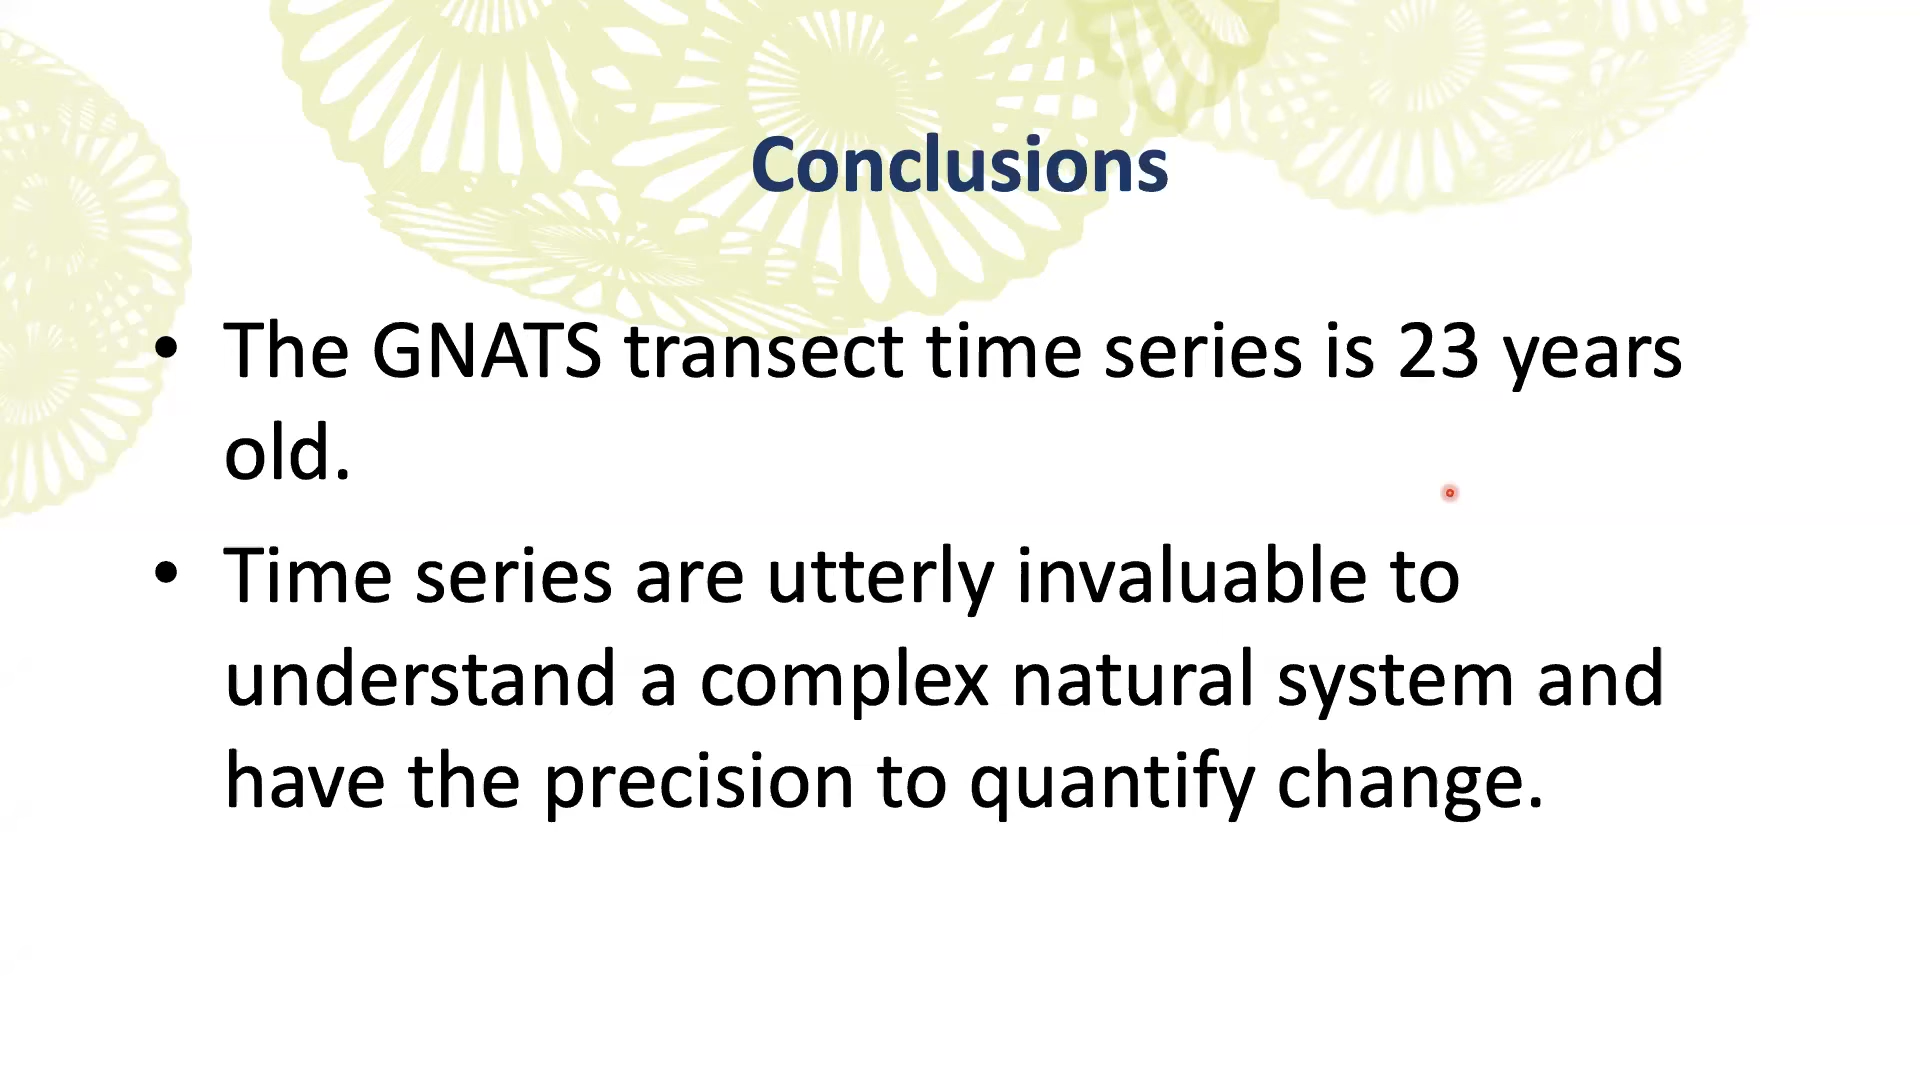 Conclusions
• The GNATS transect time series is 23 years
old.
• Time series are utterly invaluable to
understand a complex natural system and
have the precision to quantify change.